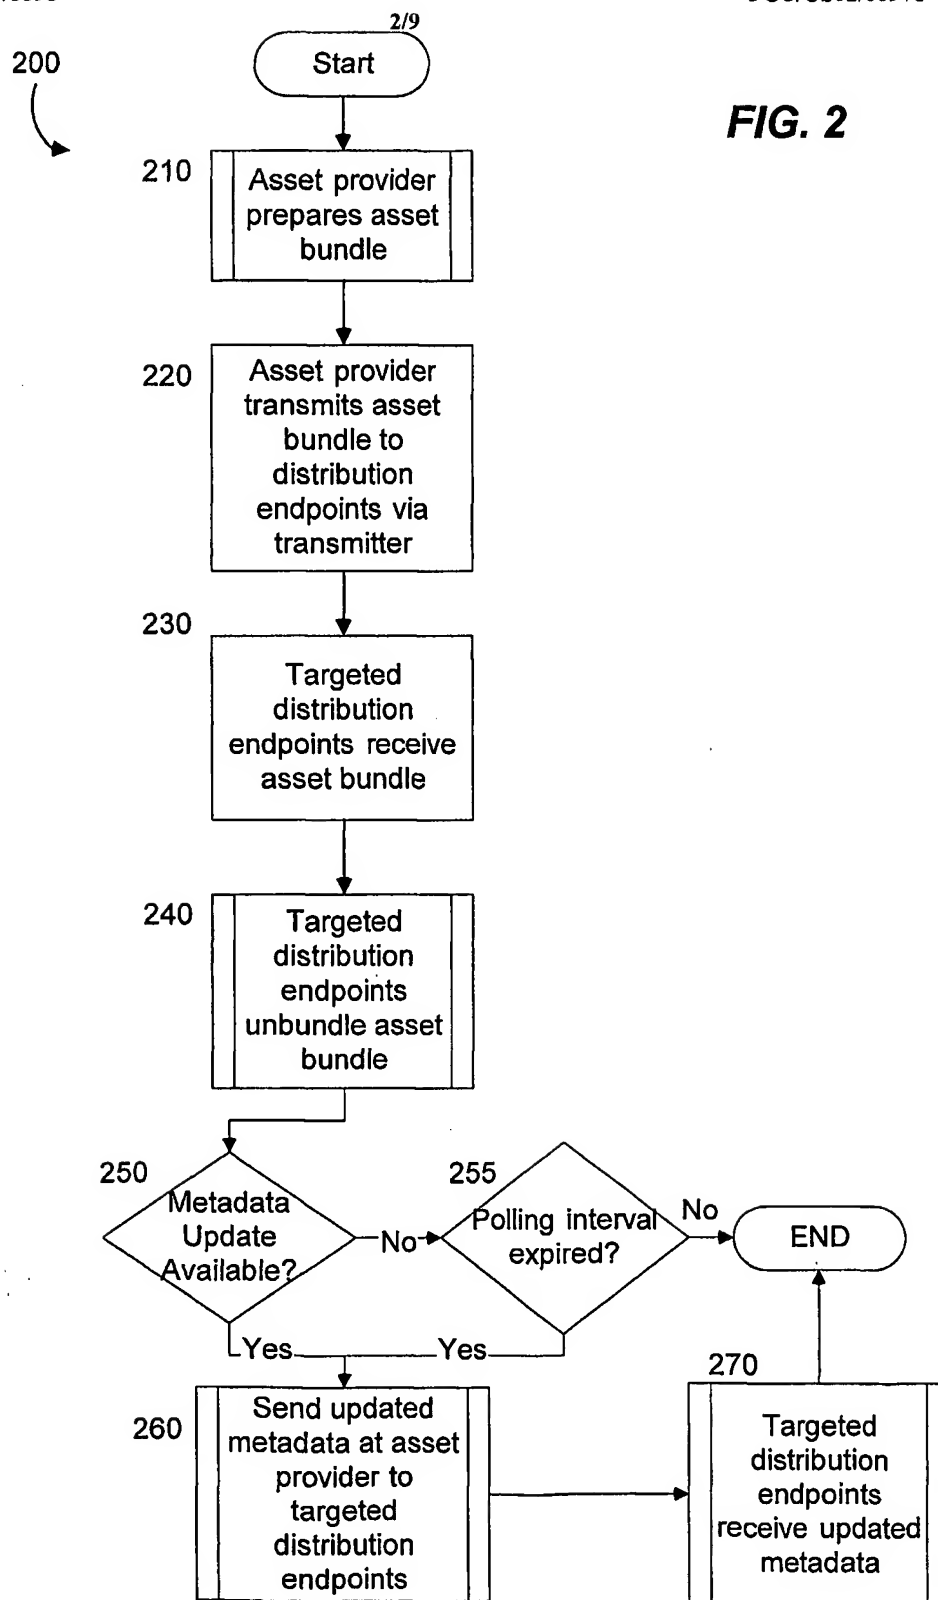 2/9
200
Start
FIG. 2
210
Asset provider
prepares asset
bundle
220
Asset provider
transmits asset
bundle to
distribution
endpoints via
transmitter
230
Targeted
distribution
endpoints receive
asset bundle
240
Targeted
distribution
endpoints
unbundle asset
bundle
250
Metadata
Update
Available?
No
255
Polling interval
expired?
No
END
Yes
Yes
260
Send updated
metadata at asset
provider to
targeted
distribution
endpoints
270
Targeted
distribution
endpoints
receive updated
metadata